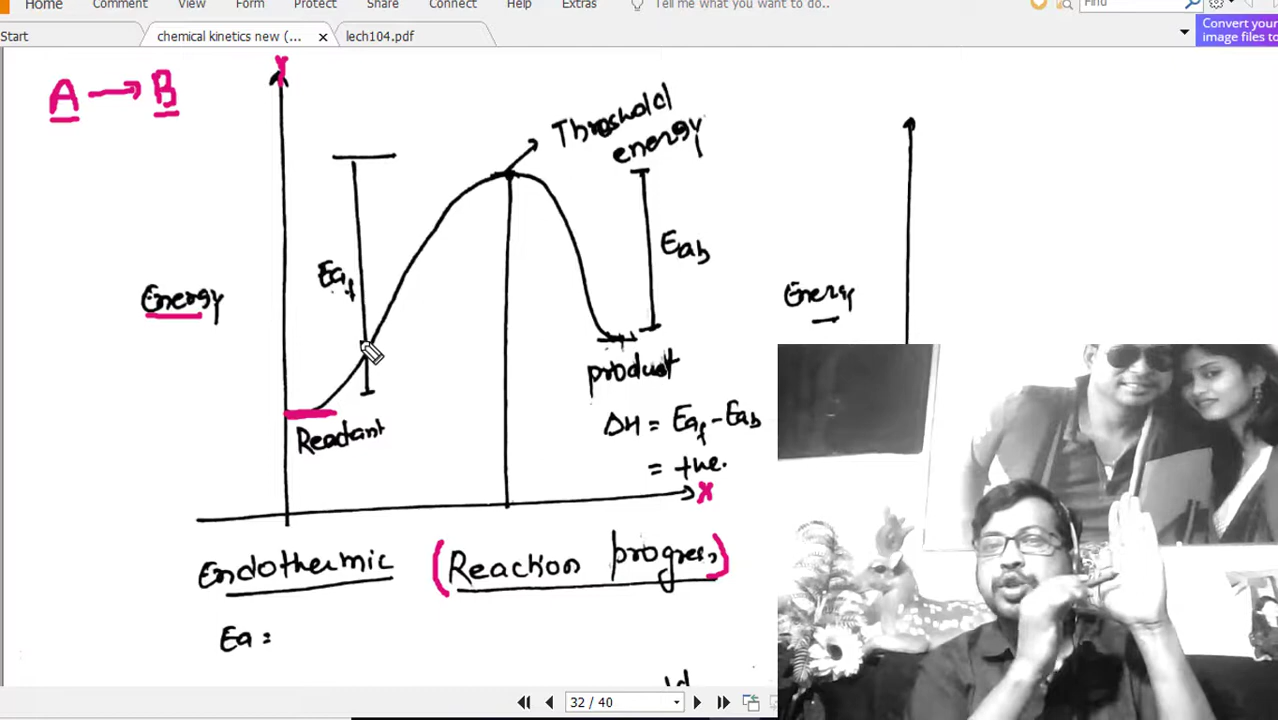 Home Comment View Form Protect Share Connect Help Extras Tell me what you want to do.. Find
Start chemical kinetics new (... x lech104.pdf
Convert your
image files to
A → B
Y
Threshold
energy
Eaf
Eab
Energy
Energy
product
Reactant
ΔH = Eaf - Eab
= +ve.
X
Endothermic (Reaction progress)
Ea =
32 / 40